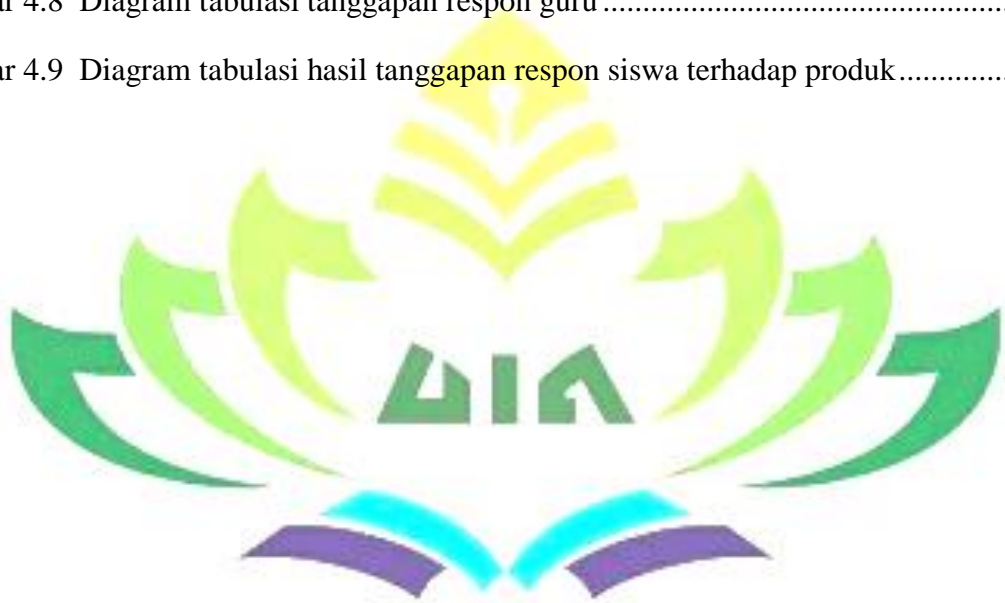 ar 4.8 Diagram tabulasi tanggapan respon guru.......................................................
ar 4.9 Diagram tabulasi hasil tanggapan respon siswa terhadap produk..............
UIN